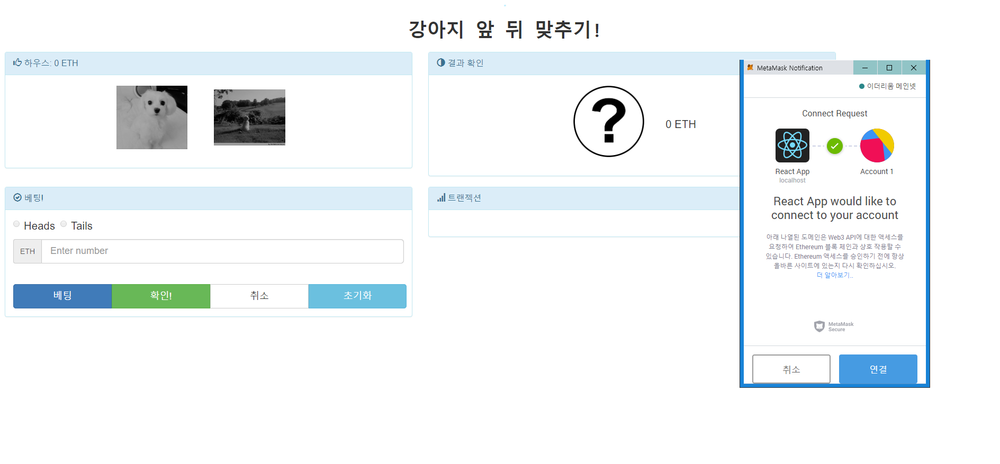 강아지 앞 뒤 맞추기!
하우스: 0 ETH
결과 확인
?
0 ETH
베팅!
Heads Tails
ETH Enter number
베팅 확인! 취소 초기화
트랜젝션
MetaMask Notification
이더리움 메인넷
Connect Request
React App
localhost
Account 1
React App would like to
connect to your account
아래 나열된 도메인은 Web3 API에 대한 액세스를
요청하여 Ethereum 블록 체인과 상호 작용할 수
있습니다. Ethereum 액세스를 승인하기 전에 항상
올바른 사이트에 있는지 다시 확인하십시오.
더 알아보기..
MetaMask
Secure
취소 연결